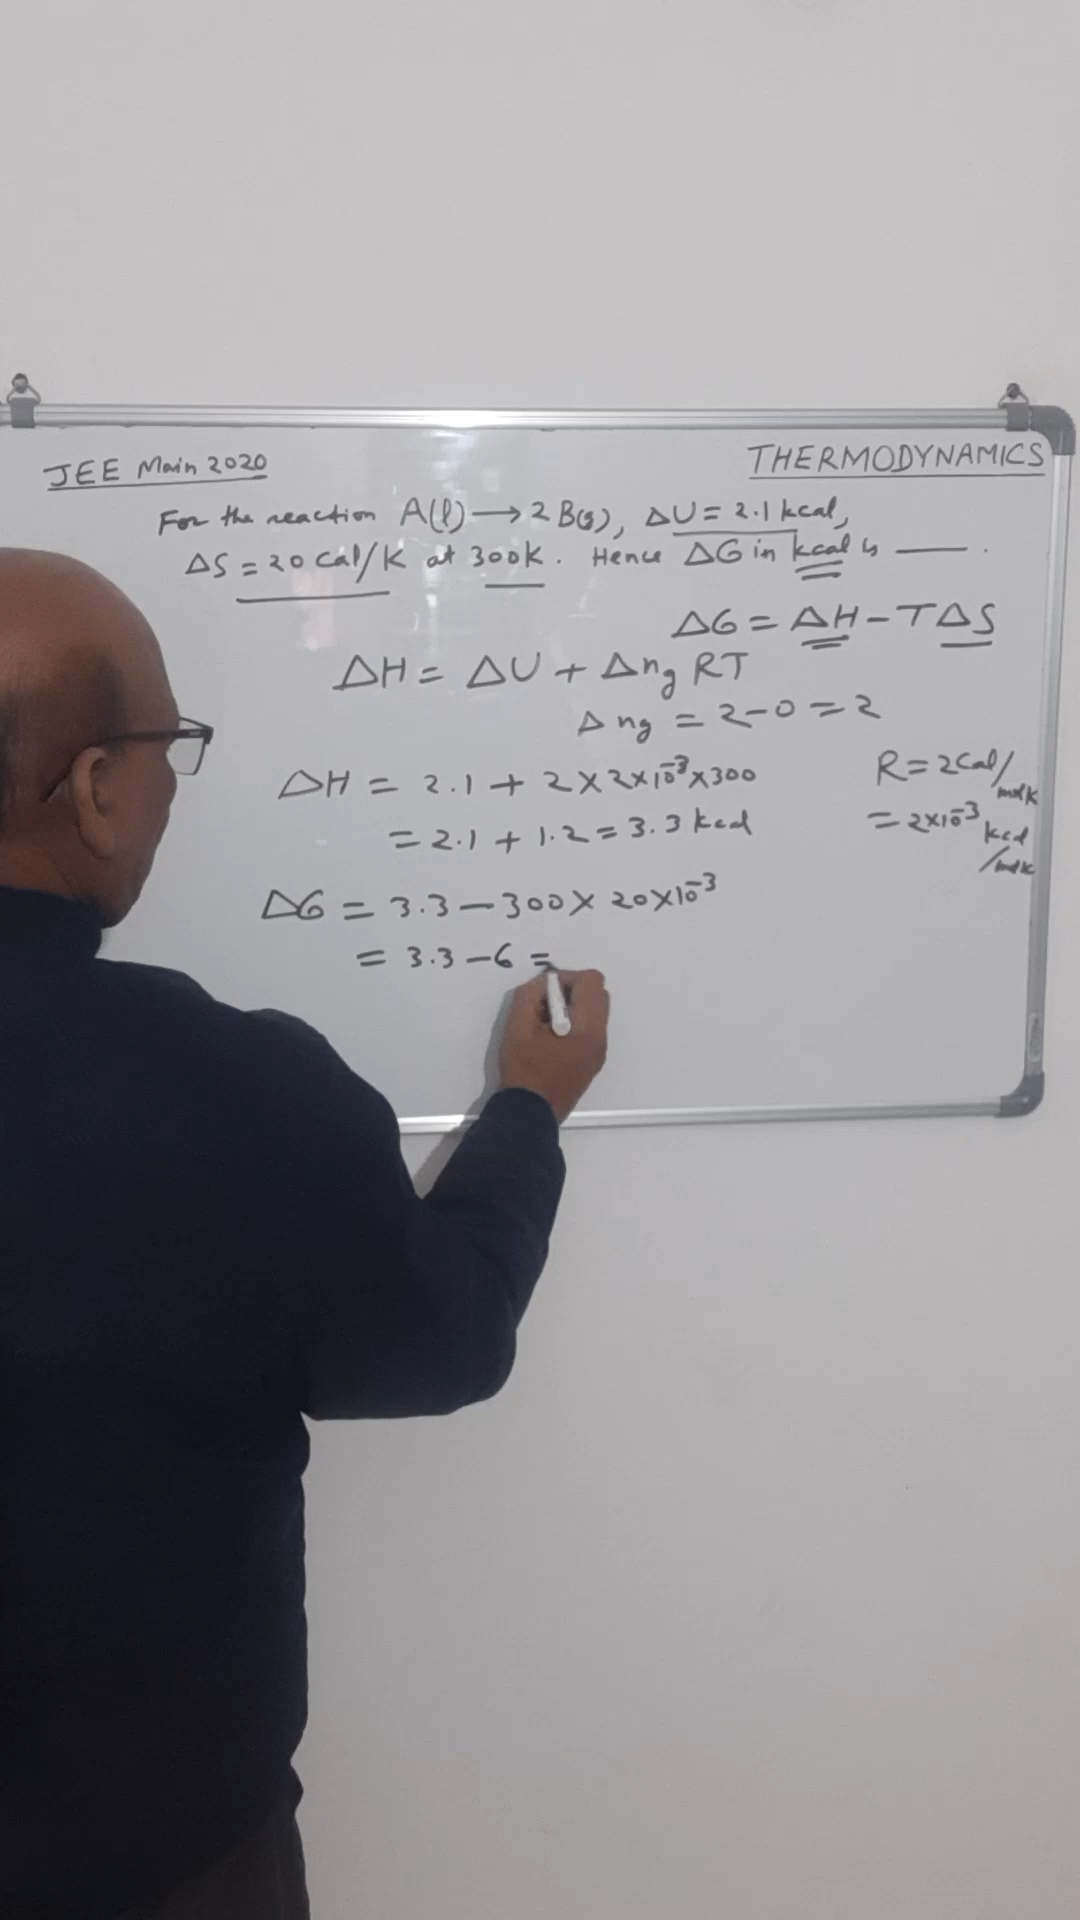 JEE Main 2020
THERMODYNAMICS
For the reaction A(l) → 2 B(g), ΔU = 2.1 kcal,
ΔS = 20 cal/K at 300K. Hence ΔG in kcal is ___.
ΔG = ΔH - TΔS
ΔH = ΔU + Δng RT
Δng = 2 - 0 = 2
ΔH = 2.1 + 2 × 2×10⁻³ × 300
R = 2 Cal/mol K
= 2.1 + 1.2 = 3.3 kcal
= 2×10⁻³ kcal/mol K
ΔG = 3.3 - 300 × 20×10⁻³
= 3.3 - 6 =